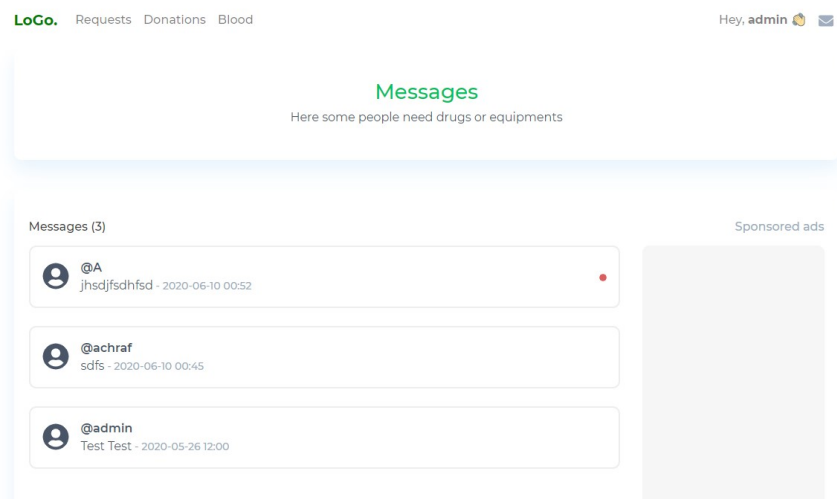 LoGo. Requests Donations Blood Hey, admin 👏
Messages
Here some people need drugs or equipments
Messages (3) Sponsored ads
@A
jhsdjfsdhfsd - 2020-06-10 00:52
@achraf
sdfs - 2020-06-10 00:45
@admin
Test Test - 2020-05-26 12:00